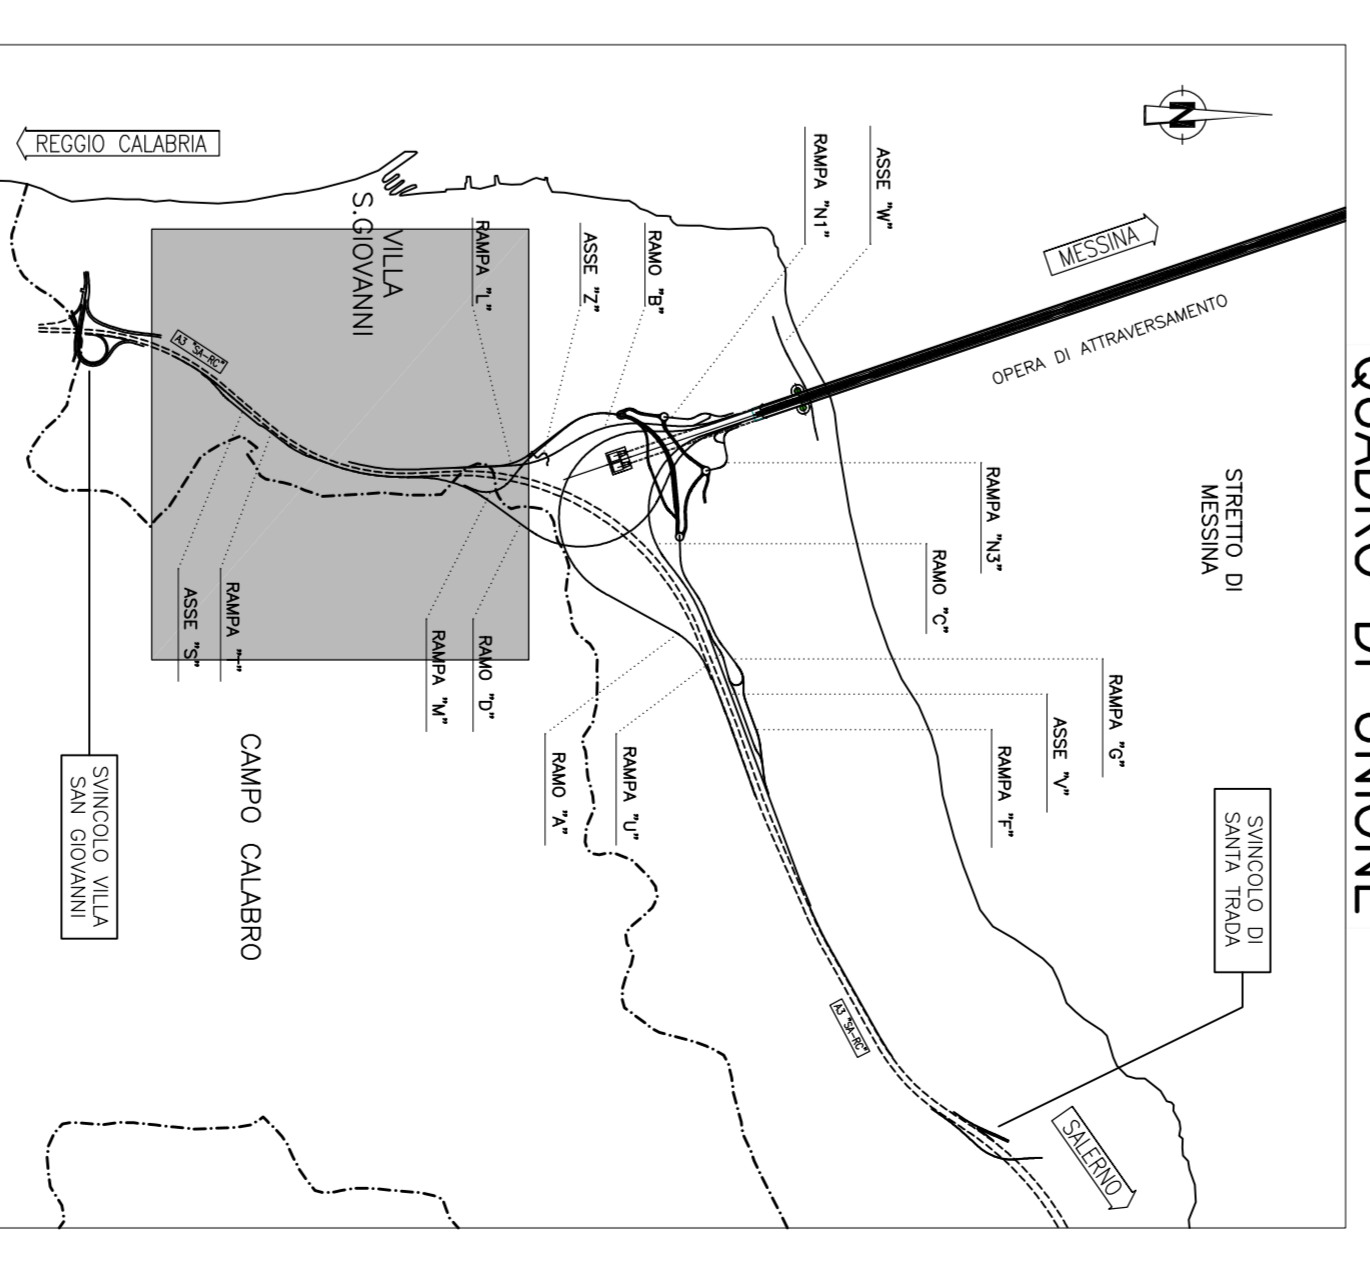 QUADRO DI UNIONE
N
REGGIO CALABRIA
MESSINA
OPERA DI ATTRAVERSAMENTO
STRETTO DI
MESSINA
VILLA
S.GIOVANNI
RAMPA "L"
ASSE "Z"
RAMO "B"
RAMPA "N1"
ASSE "W"
A3 "SA-RC"
RAMPA "N3"
RAMO "C"
RAMPA "G"
ASSE "V"
RAMPA "F"
ASSE "S"
RAMPA
RAMPA "M"
RAMO "D"
RAMO "A"
RAMPA "U"
CAMPO CALABRO
SVINCOLO VILLA
SAN GIOVANNI
SVINCOLO DI
SANTA TRADA
A3 "SA-RC"
SALERNO